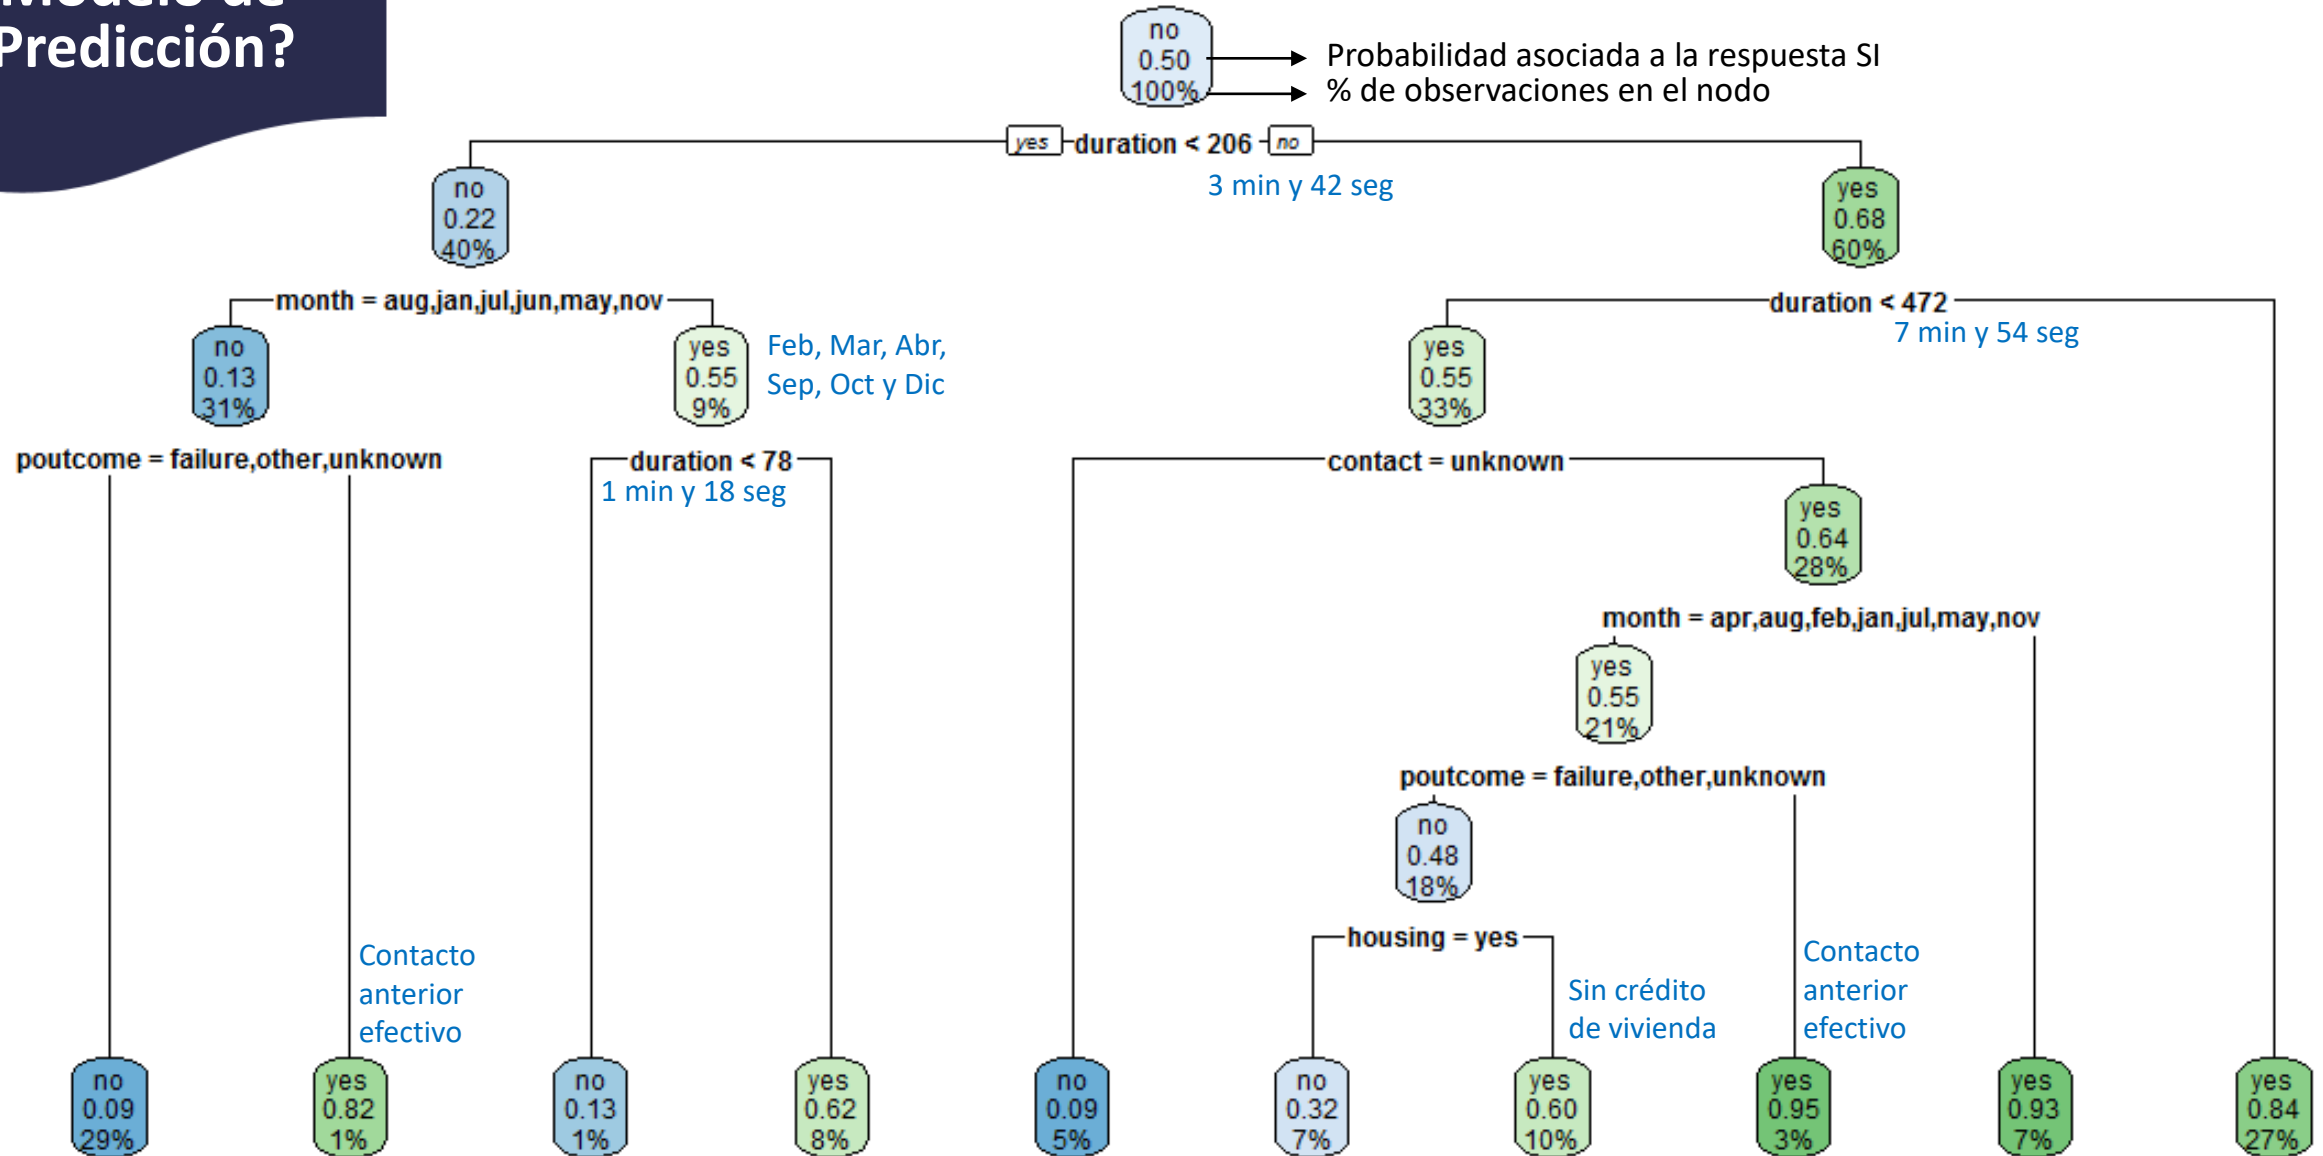 Modelo de
Predicción?
no
0.50
100%
Probabilidad asociada a la respuesta SI
% de observaciones en el nodo
yes
duration < 206
no
3 min y 42 seg
no
0.22
40%
yes
0.68
60%
month = aug,jan,jul,jun,may,nov
duration < 472
7 min y 54 seg
no
0.13
31%
yes
0.55
9%
Feb, Mar, Abr,
Sep, Oct y Dic
yes
0.55
33%
poutcome = failure,other,unknown
duration < 78
1 min y 18 seg
contact = unknown
yes
0.64
28%
month = apr,aug,feb,jan,jul,may,nov
yes
0.55
21%
poutcome = failure,other,unknown
no
0.48
18%
housing = yes
Contacto
anterior
efectivo
Sin crédito
de vivienda
Contacto
anterior
efectivo
no
0.09
29%
yes
0.82
1%
no
0.13
1%
yes
0.62
8%
no
0.09
5%
no
0.32
7%
yes
0.60
10%
yes
0.95
3%
yes
0.93
7%
yes
0.84
27%